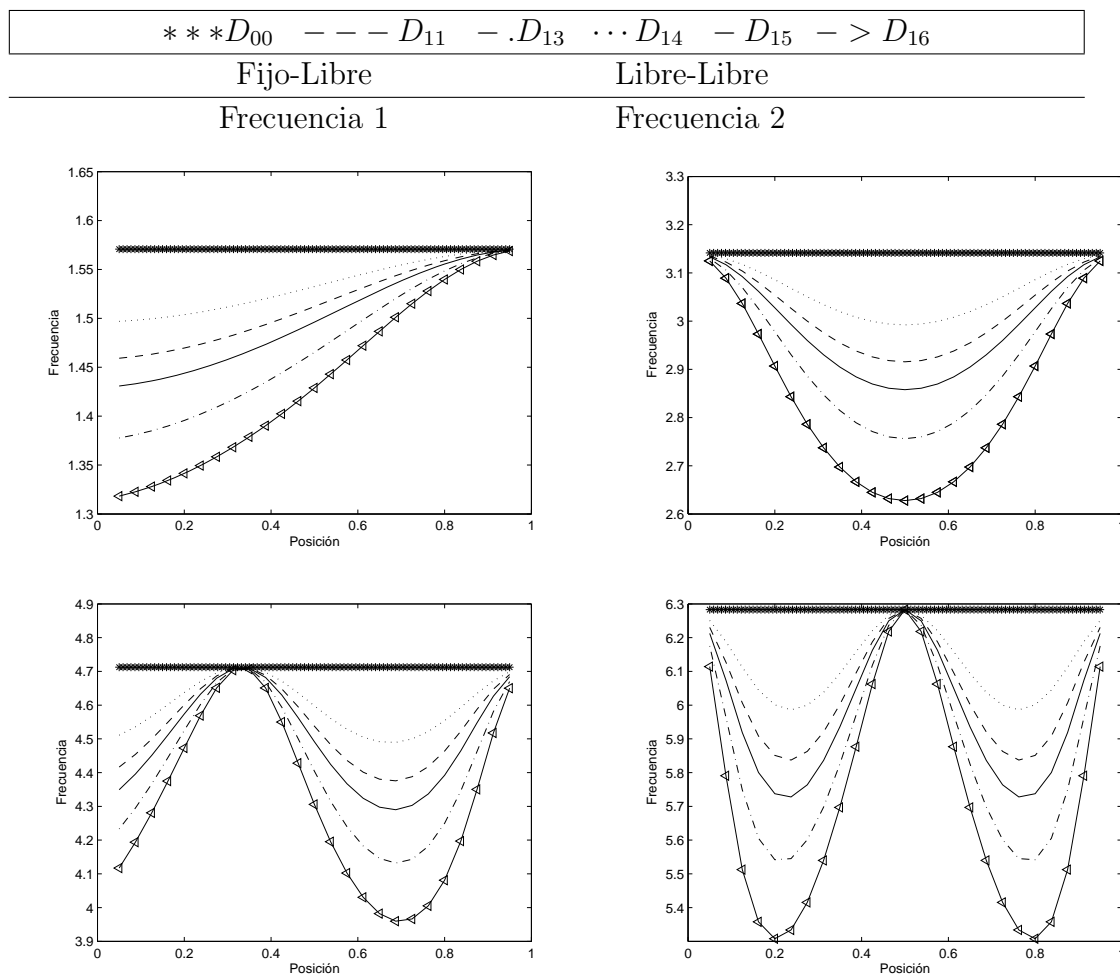 ∗ ∗ ∗D00 − − − D11 − .D13 · · · D14 − D15 − > D16
Fijo-Libre Libre-Libre
Frecuencia 1 Frecuencia 2
1.65
1.6
1.55
1.5
1.45
1.4
1.35
1.3
Frecuencia
0 0.2 0.4 0.6 0.8 1
Posición
3.3
3.2
3.1
3
2.9
2.8
2.7
2.6
Frecuencia
0 0.2 0.4 0.6 0.8 1
Posición
4.9
4.8
4.7
4.6
4.5
4.4
4.3
4.2
4.1
4
3.9
Frecuencia
0 0.2 0.4 0.6 0.8 1
Posición
6.3
6.2
6.1
6
5.9
5.8
5.7
5.6
5.5
5.4
Frecuencia
0 0.2 0.4 0.6 0.8 1
Posición